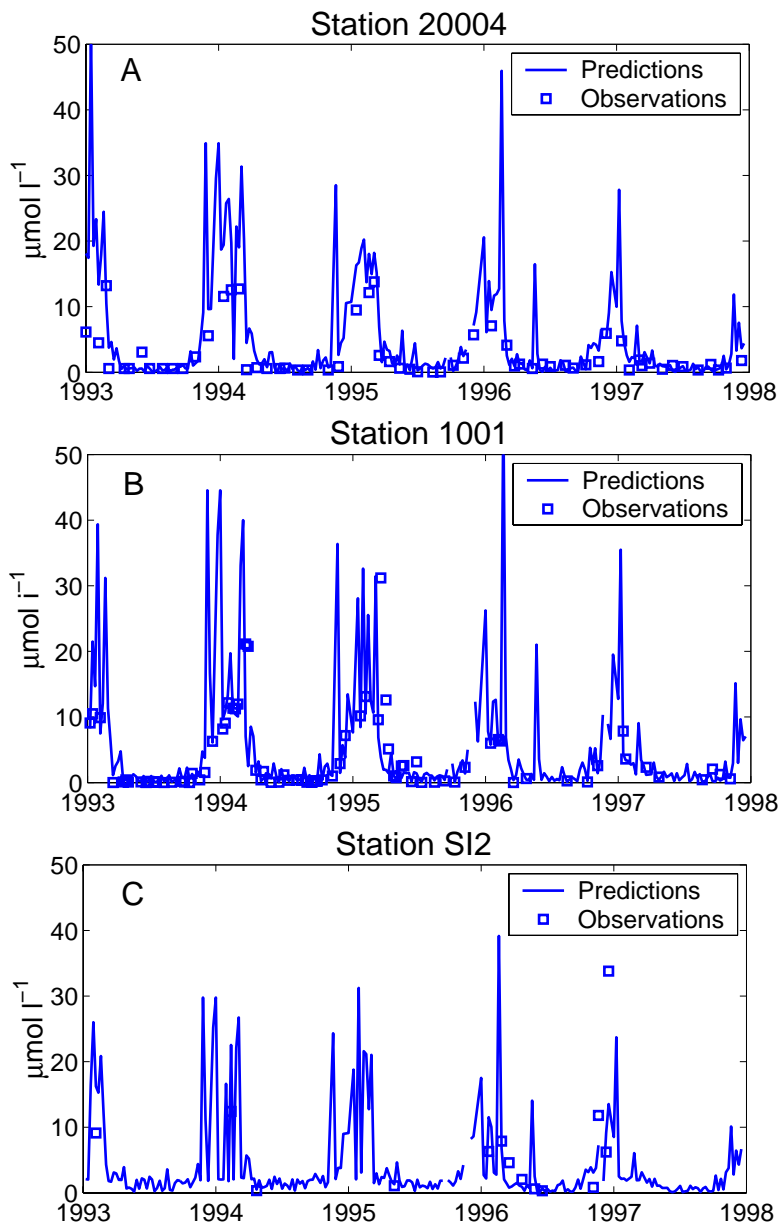 Station 20004
A
Predictions
Observations
μmol l⁻¹
50
40
30
20
10
0
1993 1994 1995 1996 1997 1998
Station 1001
B
Predictions
Observations
μmol i⁻¹
50
40
30
20
10
0
1993 1994 1995 1996 1997 1998
Station SI2
C
Predictions
Observations
μmol l⁻¹
50
40
30
20
10
0
1993 1994 1995 1996 1997 1998